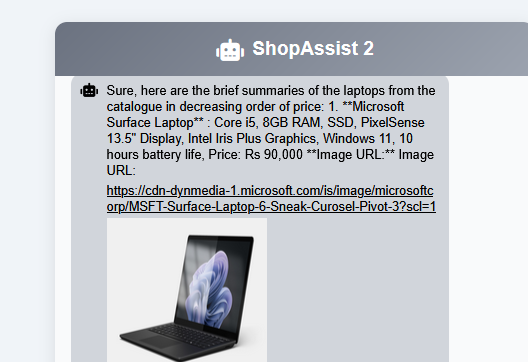 ShopAssist 2
Sure, here are the brief summaries of the laptops from the
catalogue in decreasing order of price: 1. **Microsoft
Surface Laptop** : Core i5, 8GB RAM, SSD, PixelSense
13.5" Display, Intel Iris Plus Graphics, Windows 11, 10
hours battery life, Price: Rs 90,000 **Image URL:** Image
URL:
https://cdn-dynmedia-1.microsoft.com/is/image/microsoftc
orp/MSFT-Surface-Laptop-6-Sneak-Curosel-Pivot-3?scl=1